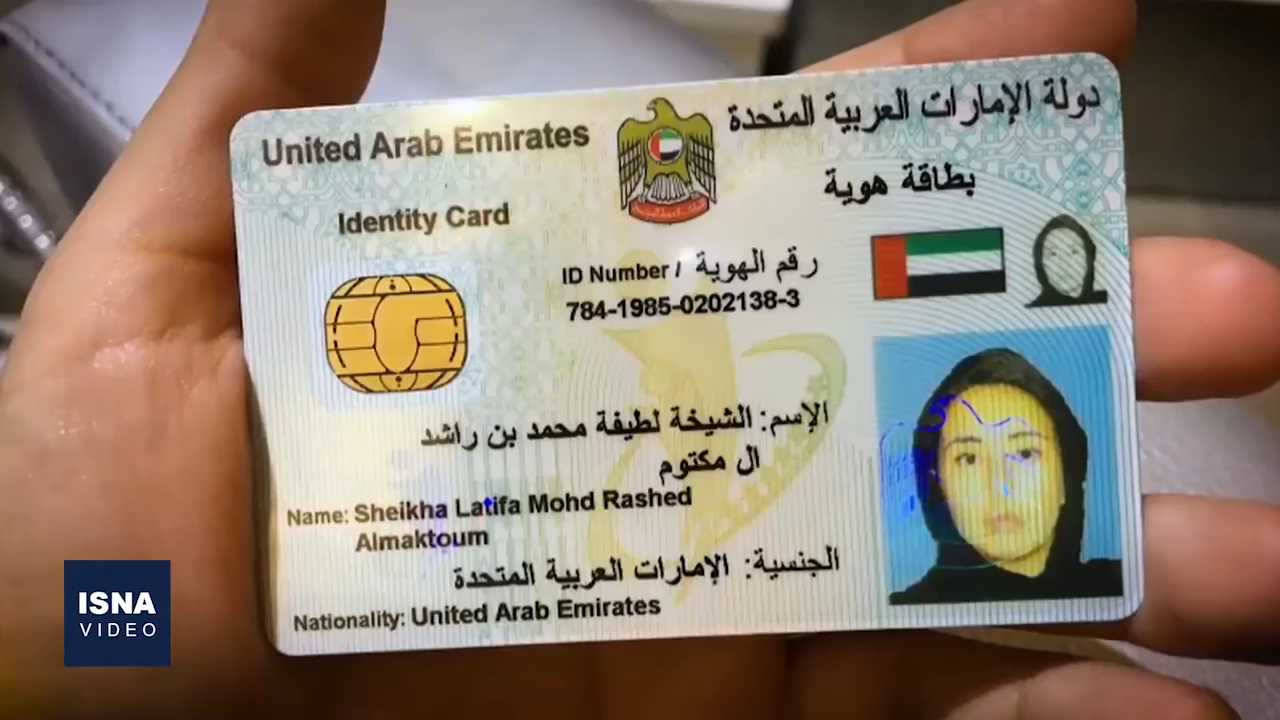 United Arab Emirates
دولة الإمارات العربية المتحدة
Identity Card
بطاقة هوية
ID Number / رقم الهوية
784-1985-0202138-3
الإسم: الشيخة لطيفة محمد بن راشد
ال مكتوم
Name: Sheikha Latifa Mohd Rashed
Almaktoum
الجنسية: الإمارات العربية المتحدة
Nationality: United Arab Emirates
ISNA
VIDEO